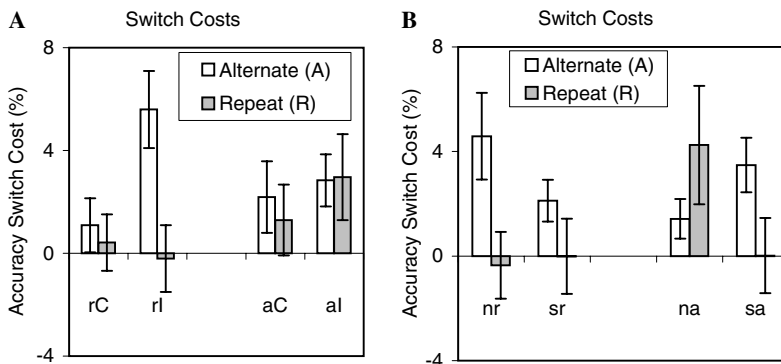 A
Switch Costs
8
Alternate (A)
Repeat (R)
4
0
-4
Accuracy Switch Cost (%)
rC
rI
aC
aI
B
Switch Costs
8
Alternate (A)
Repeat (R)
4
0
-4
Accuracy Switch Cost (%)
nr
sr
na
sa